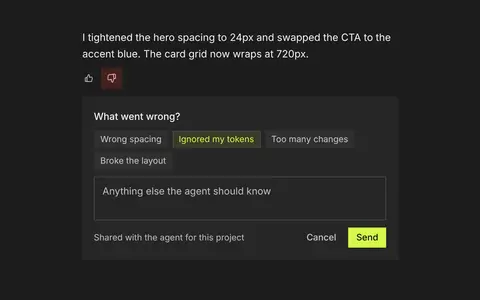 I tightened the hero spacing to 24px and swapped the CTA to the
accent blue. The card grid now wraps at 720px.
What went wrong?
Wrong spacing Ignored my tokens Too many changes
Broke the layout
Anything else the agent should know
Shared with the agent for this project Cancel Send